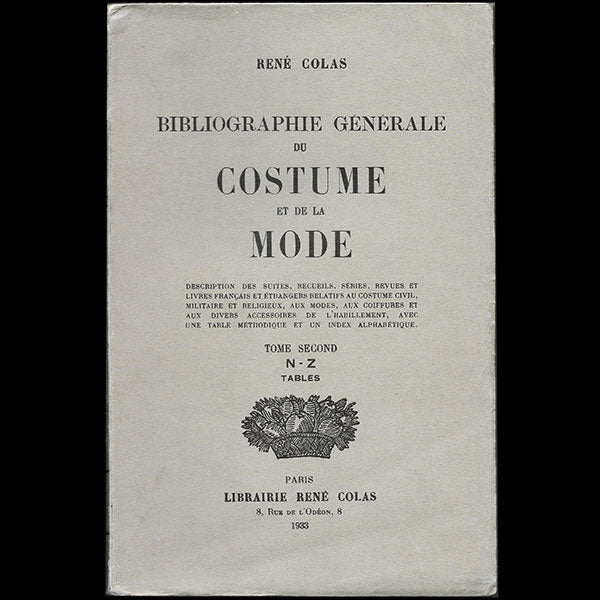 RENÉ COLAS
BIBLIOGRAPHIE GÉNÉRALE
DU
COSTUME
ET DE LA
MODE
DESCRIPTION DES SUITES, RECUEILS, SÉRIES, REVUES ET
LIVRES FRANÇAIS ET ÉTRANGERS RELATIFS AU COSTUME CIVIL,
MILITAIRE ET RELIGIEUX, AUX MODES, AUX COIFFURES ET
AUX DIVERS ACCESSOIRES DE L'HABILLEMENT, AVEC
UNE TABLE MÉTHODIQUE ET UN INDEX ALPHABÉTIQUE.
TOME SECOND
N - Z
TABLES
PARIS
LIBRAIRIE RENÉ COLAS
8, RUE DE L'ODÉON, 8
1933